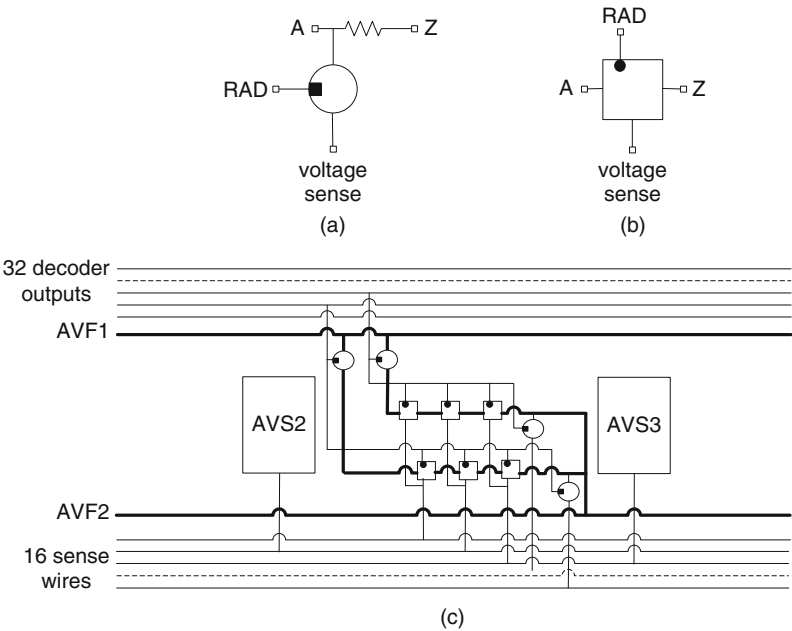 A
Z
RAD
voltage
sense
(a)
RAD
A
Z
voltage
sense
(b)
32 decoder
outputs
AVF1
AVS2
AVS3
AVF2
16 sense
wires
(c)